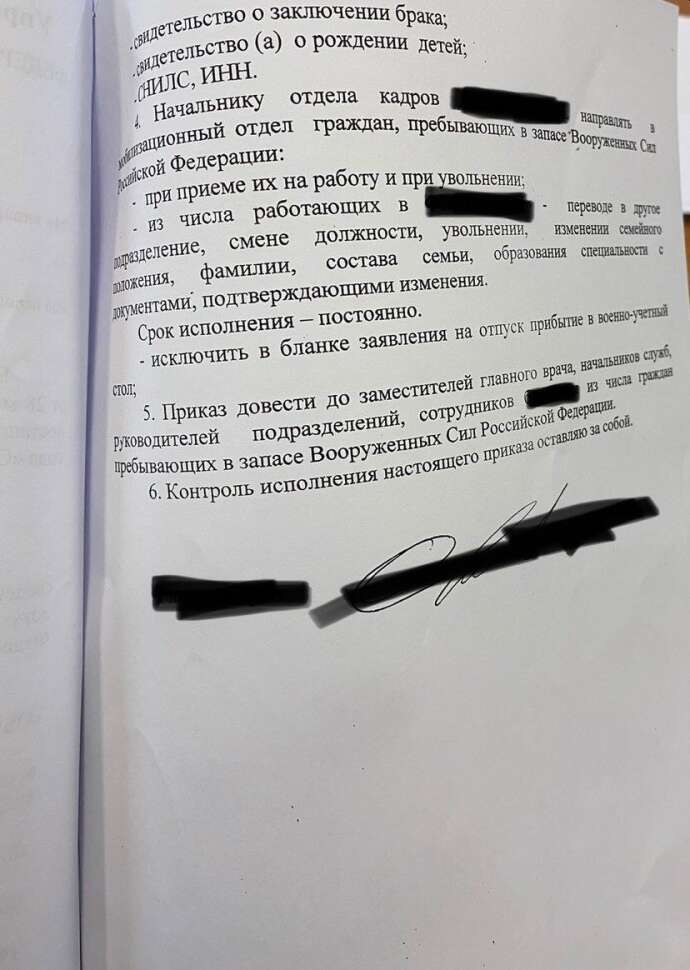 - свидетельство о заключении брака;
- свидетельство (а) о рождении детей;
- СНИЛС, ИНН.
4. Начальнику отдела кадров направлять в
мобилизационный отдел граждан, пребывающих в запасе Вооруженных Сил
Российской Федерации:
- при приеме их на работу и при увольнении;
- из числа работающих в - переводе в другое
подразделение, смене должности, увольнении, изменении семейного
положения, фамилии, состава семьи, образования специальности с
документами, подтверждающими изменения.
Срок исполнения – постоянно.
- исключить в бланке заявления на отпуск прибытие в военно-учетный
стол;
5. Приказ довести до заместителей главного врача, начальников служб,
руководителей подразделений, сотрудников из числа граждан
пребывающих в запасе Вооруженных Сил Российской Федерации.
6. Контроль исполнения настоящего приказа оставляю за собой.